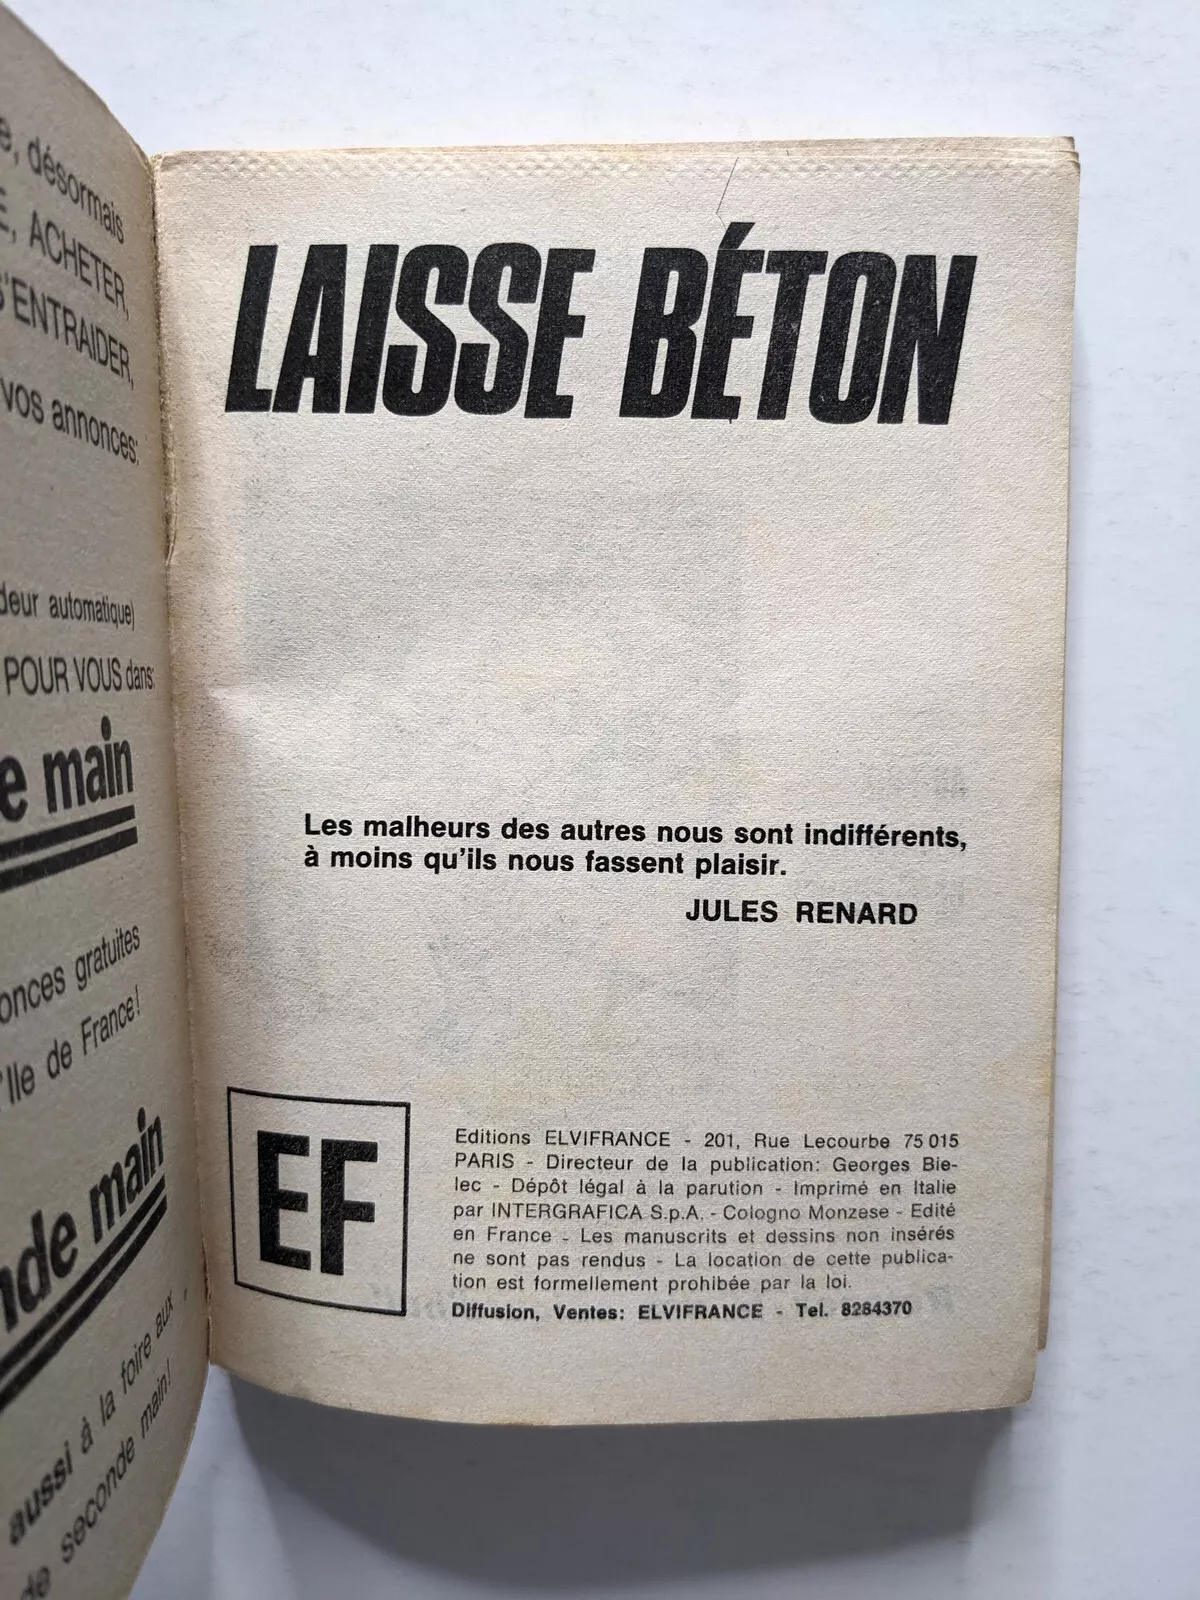 désormais
ACHETER,
S'ENTRAIDER,
vos annonces:
automatique)
POUR VOUS dans:
main
gratuites
de France!
main
aussi à la foire aux
de seconde main!
LAISSE BÉTON
Les malheurs des autres nous sont indifférents,
à moins qu'ils nous fassent plaisir.
JULES RENARD
EF
Editions ELVIFRANCE - 201, Rue Lecourbe 75 015
PARIS - Directeur de la publication: Georges Bie-
lec - Dépôt légal à la parution - Imprimé en Italie
par INTERGRAFICA S.p.A. - Cologno Monzese - Edité
en France - Les manuscrits et dessins non insérés
ne sont pas rendus - La location de cette publica-
tion est formellement prohibée par la loi.
Diffusion, Ventes: ELVIFRANCE - Tel. 8284370